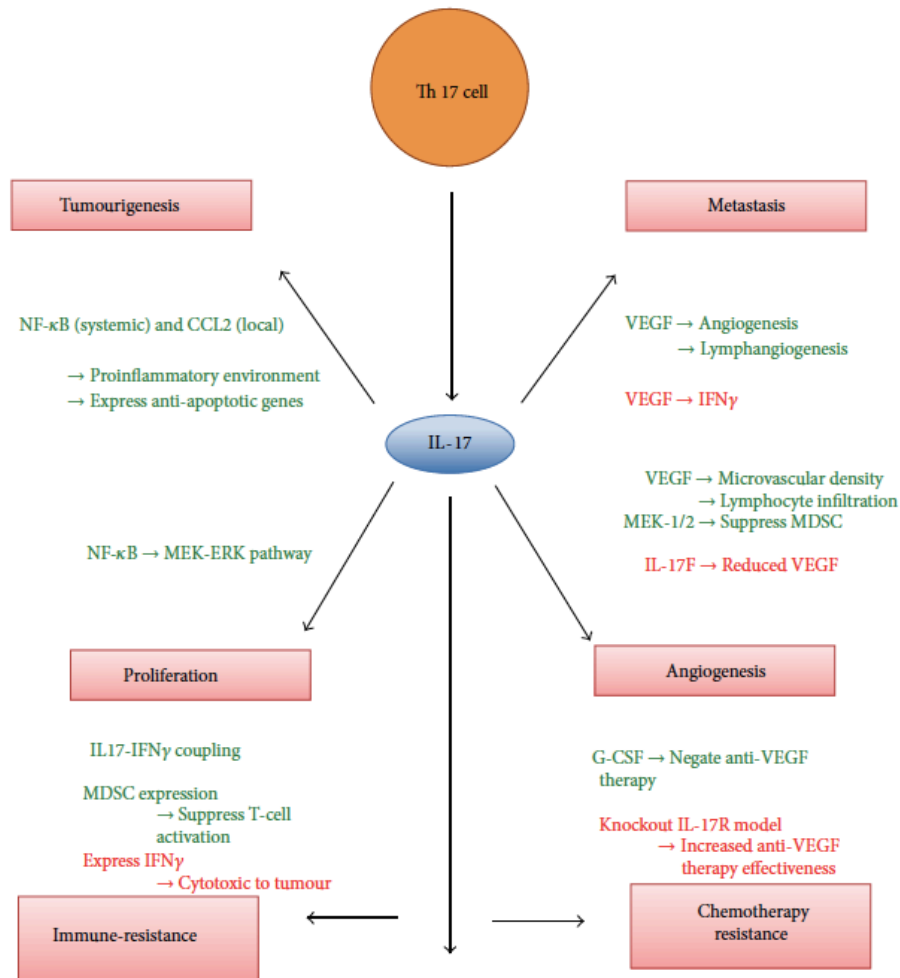 Th 17 cell
Tumourigenesis
Metastasis
NF-κB (systemic) and CCL2 (local)
→ Proinflammatory environment
→ Express anti-apoptotic genes
VEGF → Angiogenesis
→ Lymphangiogenesis
VEGF → IFNγ
IL-17
VEGF → Microvascular density
→ Lymphocyte infiltration
MEK-1/2 → Suppress MDSC
IL-17F → Reduced VEGF
NF-κB → MEK-ERK pathway
Proliferation
Angiogenesis
IL17-IFNγ coupling
MDSC expression
→ Suppress T-cell
activation
Express IFNγ
→ Cytotoxic to tumour
G-CSF → Negate anti-VEGF
therapy
Knockout IL-17R model
→ Increased anti-VEGF
therapy effectiveness
Immune-resistance
Chemotherapy
resistance